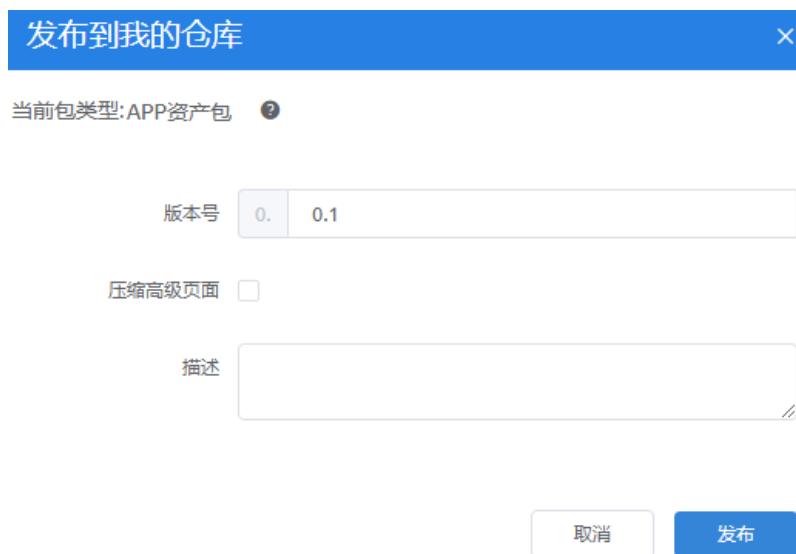 发布到我的仓库
当前包类型:APP资产包 ?
版本号 0. 0.1
压缩高级页面
描述
取消 发布